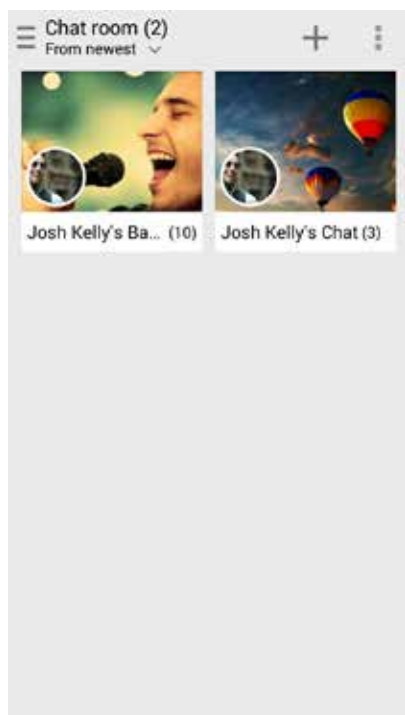 Chat room (2)
From newest
Josh Kelly's Ba... (10)
Josh Kelly's Chat (3)